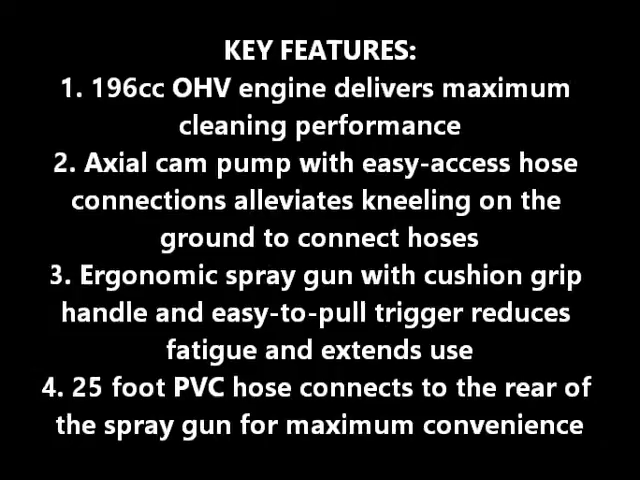 KEY FEATURES:
1. 196cc OHV engine delivers maximum
cleaning performance
2. Axial cam pump with easy-access hose
connections alleviates kneeling on the
ground to connect hoses
3. Ergonomic spray gun with cushion grip
handle and easy-to-pull trigger reduces
fatigue and extends use
4. 25 foot PVC hose connects to the rear of
the spray gun for maximum convenience